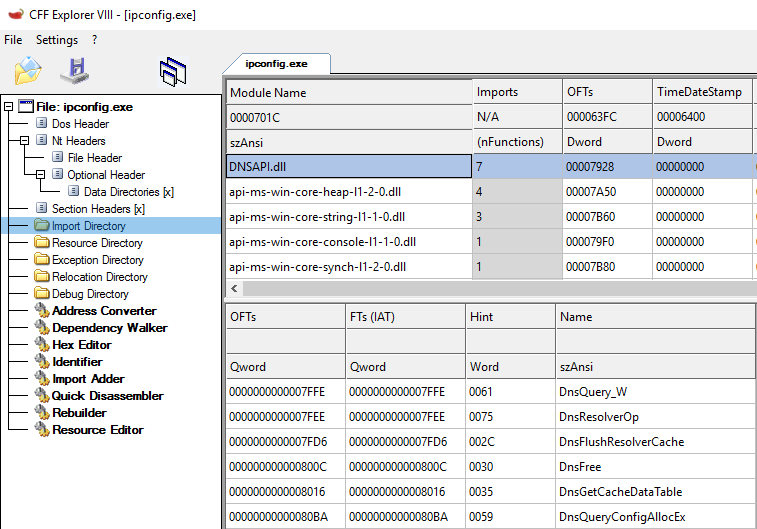 CFF Explorer VIII - [ipconfig.exe]
File Settings ?
ipconfig.exe
File: ipconfig.exe
Dos Header
Nt Headers
File Header
Optional Header
Data Directories [x]
Section Headers [x]
Import Directory
Resource Directory
Exception Directory
Relocation Directory
Debug Directory
Address Converter
Dependency Walker
Hex Editor
Identifier
Import Adder
Quick Disassembler
Rebuilder
Resource Editor
Module Name Imports OFTs TimeDateStamp
0000701C N/A 000063FC 00006400
szAnsi (nFunctions) Dword Dword
DNSAPI.dll 7 00007928 00000000
api-ms-win-core-heap-l1-2-0.dll 4 00007A50 00000000
api-ms-win-core-string-l1-1-0.dll 3 00007B60 00000000
api-ms-win-core-console-l1-1-0.dll 1 000079F0 00000000
api-ms-win-core-synch-l1-2-0.dll 1 00007B80 00000000
OFTs FTs (IAT) Hint Name
Qword Qword Word szAnsi
0000000000007FFE 0000000000007FFE 0061 DnsQuery_W
0000000000007FEE 0000000000007FEE 0075 DnsResolverOp
0000000000007FD6 0000000000007FD6 002C DnsFlushResolverCache
000000000000800C 000000000000800C 0030 DnsFree
0000000000008016 0000000000008016 0035 DnsGetCacheDataTable
00000000000080BA 00000000000080BA 0059 DnsQueryConfigAllocEx